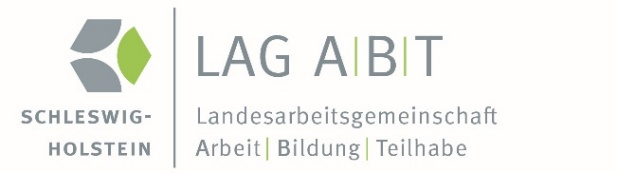 SCHLESWIG-
HOLSTEIN
LAG A|B|T
Landesarbeitsgemeinschaft
Arbeit|Bildung|Teilhabe